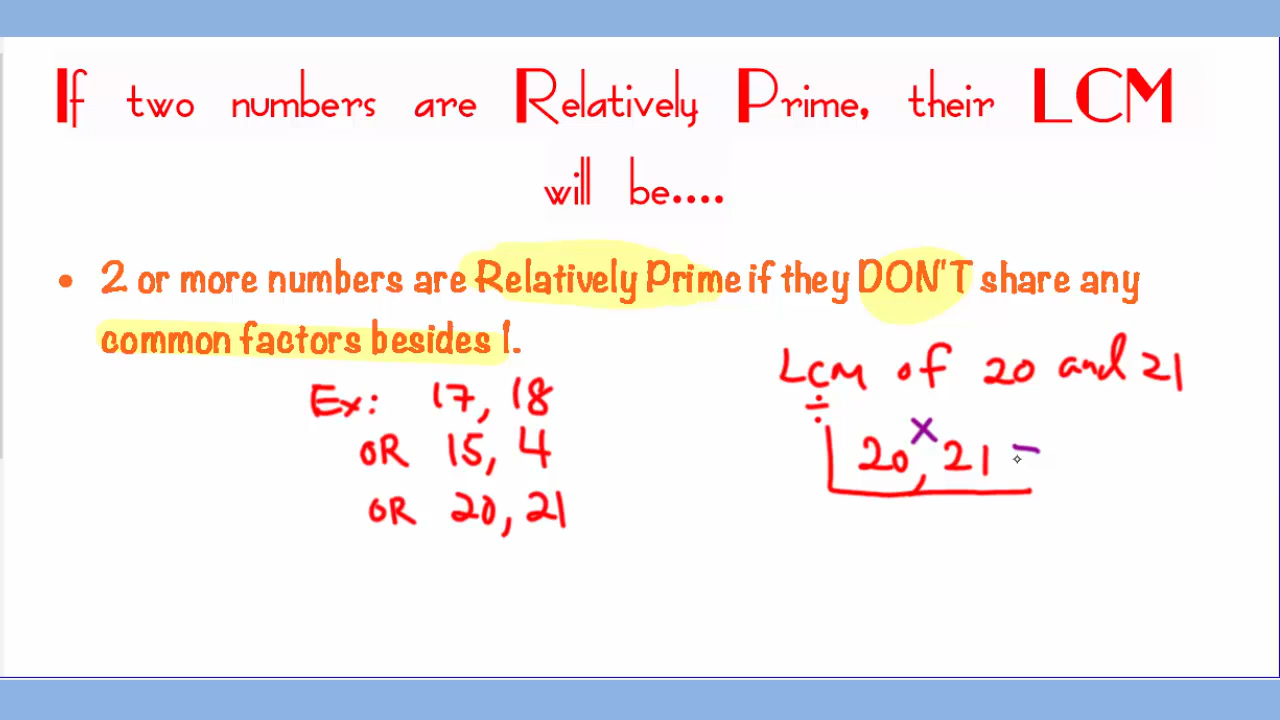 If two numbers are Relatively Prime, their LCM
will be....
• 2 or more numbers are Relatively Prime if they DON'T share any
common factors besides 1.
Ex: 17, 18
OR 15, 4
OR 20, 21
LCM of 20 and 21
÷
20, × 21 =